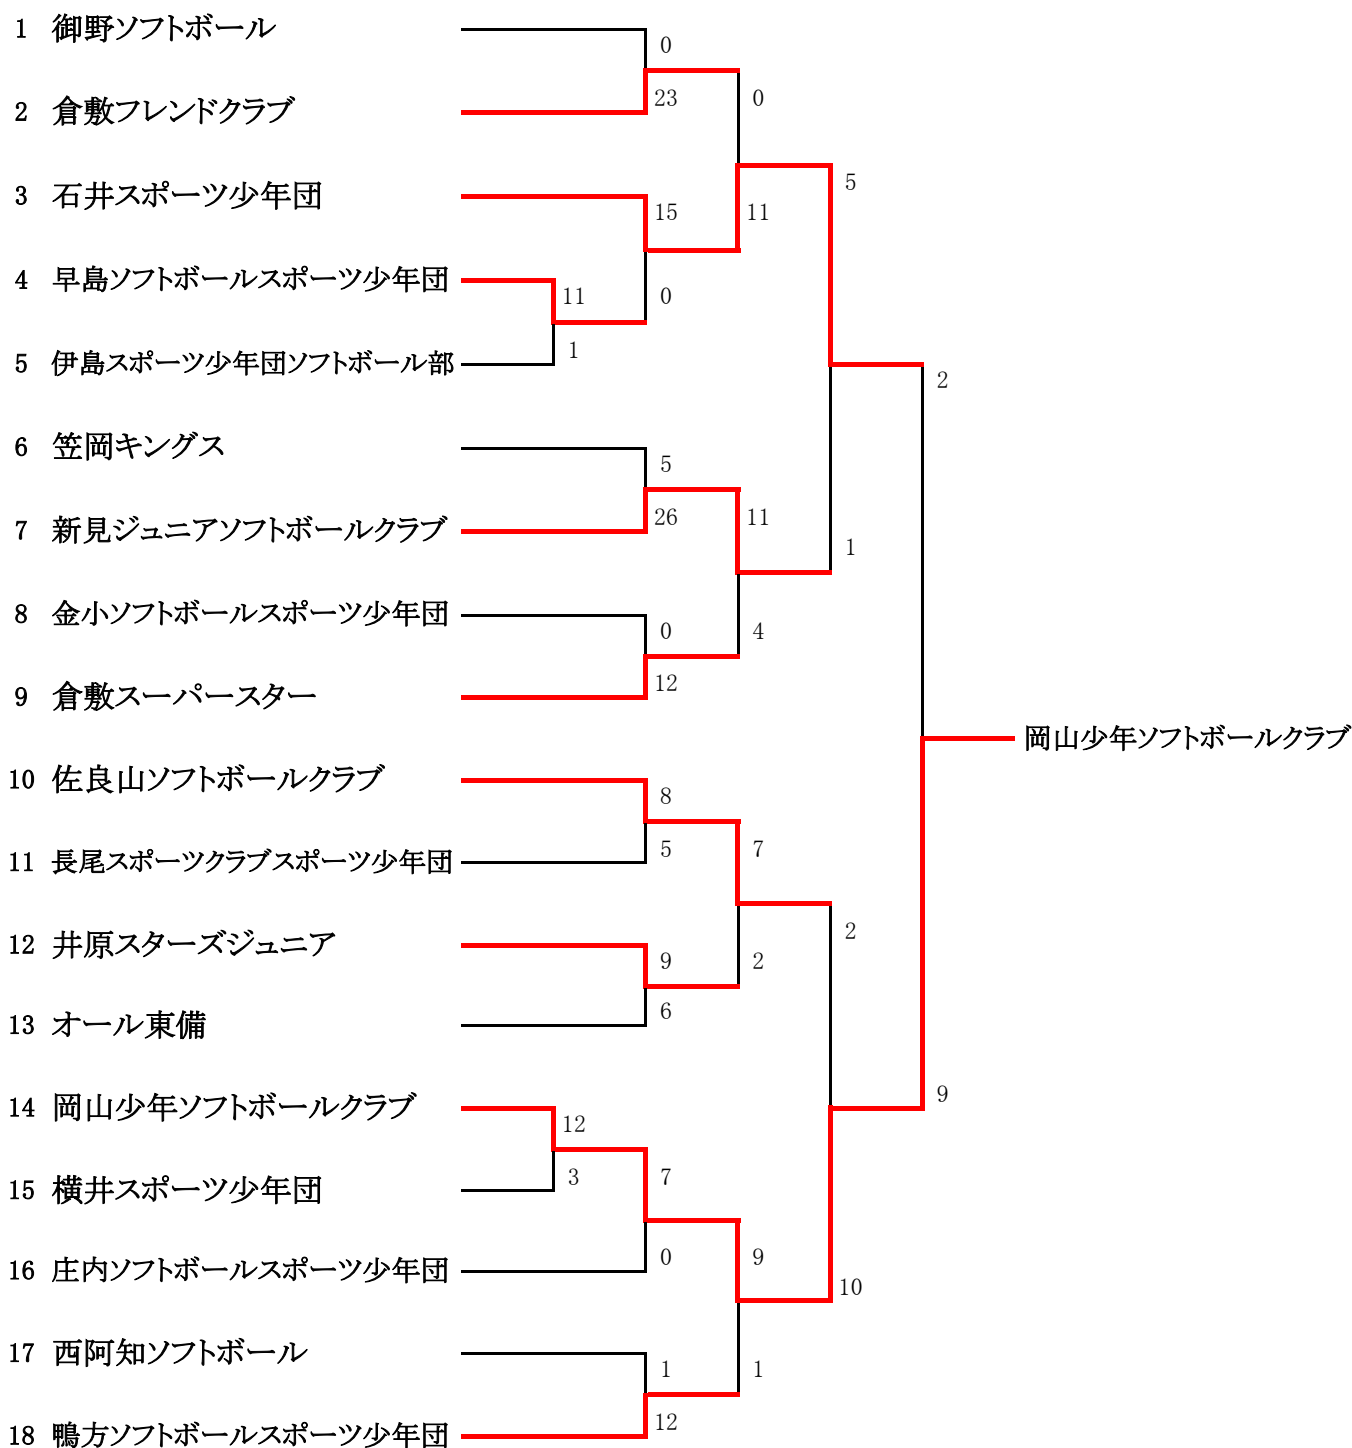 1 御野ソフトボール
0
2 倉敷フレンドクラブ
23
0
3 石井スポーツ少年団
15
11
5
4 早島ソフトボールスポーツ少年団
11
0
5 伊島スポーツ少年団ソフトボール部
1
2
6 笠岡キングス
5
7 新見ジュニアソフトボールクラブ
26
11
1
8 金小ソフトボールスポーツ少年団
0
4
9 倉敷スーパースター
12
岡山少年ソフトボールクラブ
10 佐良山ソフトボールクラブ
8
11 長尾スポーツクラブスポーツ少年団
5
7
2
12 井原スターズジュニア
9
2
13 オール東備
6
14 岡山少年ソフトボールクラブ
12
9
15 横井スポーツ少年団
3
7
16 庄内ソフトボールスポーツ少年団
0
9
10
17 西阿知ソフトボール
1
1
18 鴨方ソフトボールスポーツ少年団
12